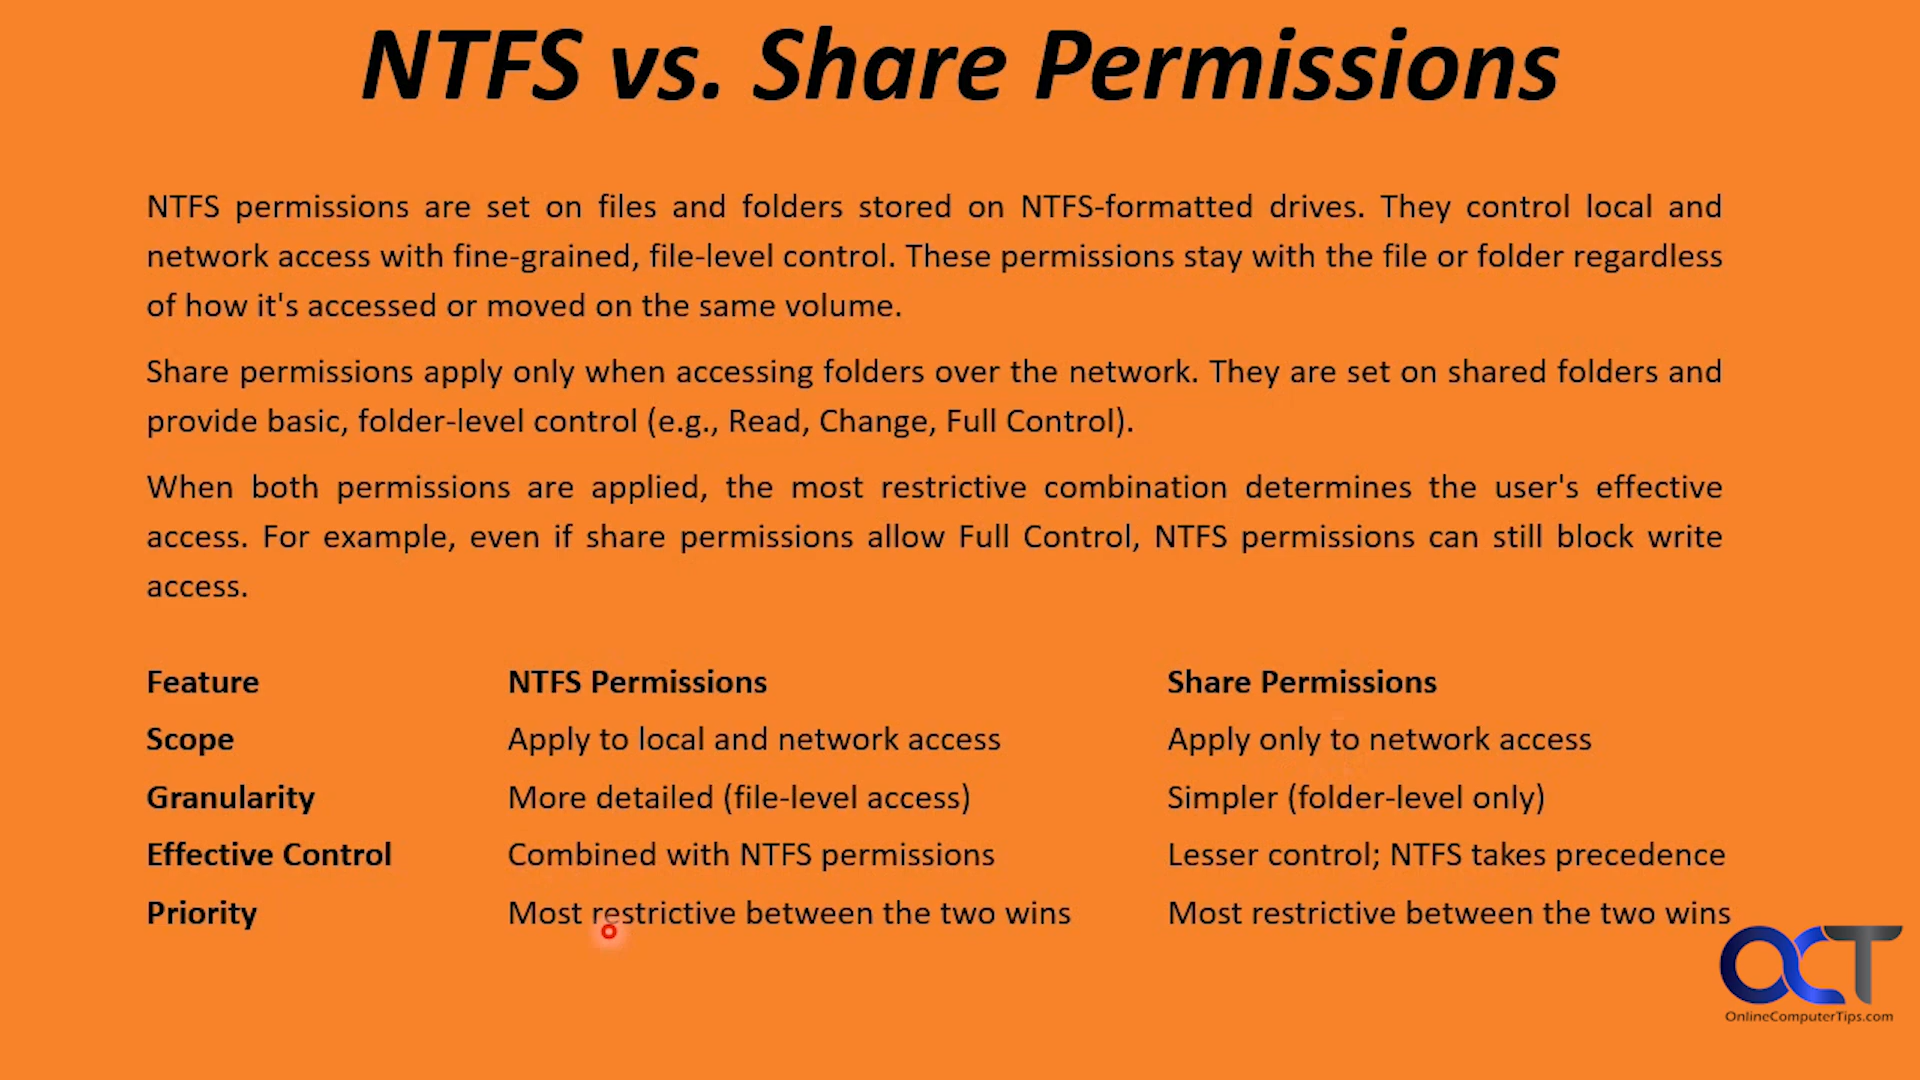 NTFS vs. Share Permissions
NTFS permissions are set on files and folders stored on NTFS-formatted drives. They control local and
network access with fine-grained, file-level control. These permissions stay with the file or folder regardless
of how it's accessed or moved on the same volume.
Share permissions apply only when accessing folders over the network. They are set on shared folders and
provide basic, folder-level control (e.g., Read, Change, Full Control).
When both permissions are applied, the most restrictive combination determines the user's effective
access. For example, even if share permissions allow Full Control, NTFS permissions can still block write
access.
Feature NTFS Permissions Share Permissions
Scope Apply to local and network access Apply only to network access
Granularity More detailed (file-level access) Simpler (folder-level only)
Effective Control Combined with NTFS permissions Lesser control; NTFS takes precedence
Priority Most restrictive between the two wins Most restrictive between the two wins
OCT
OnlineComputerTips.com